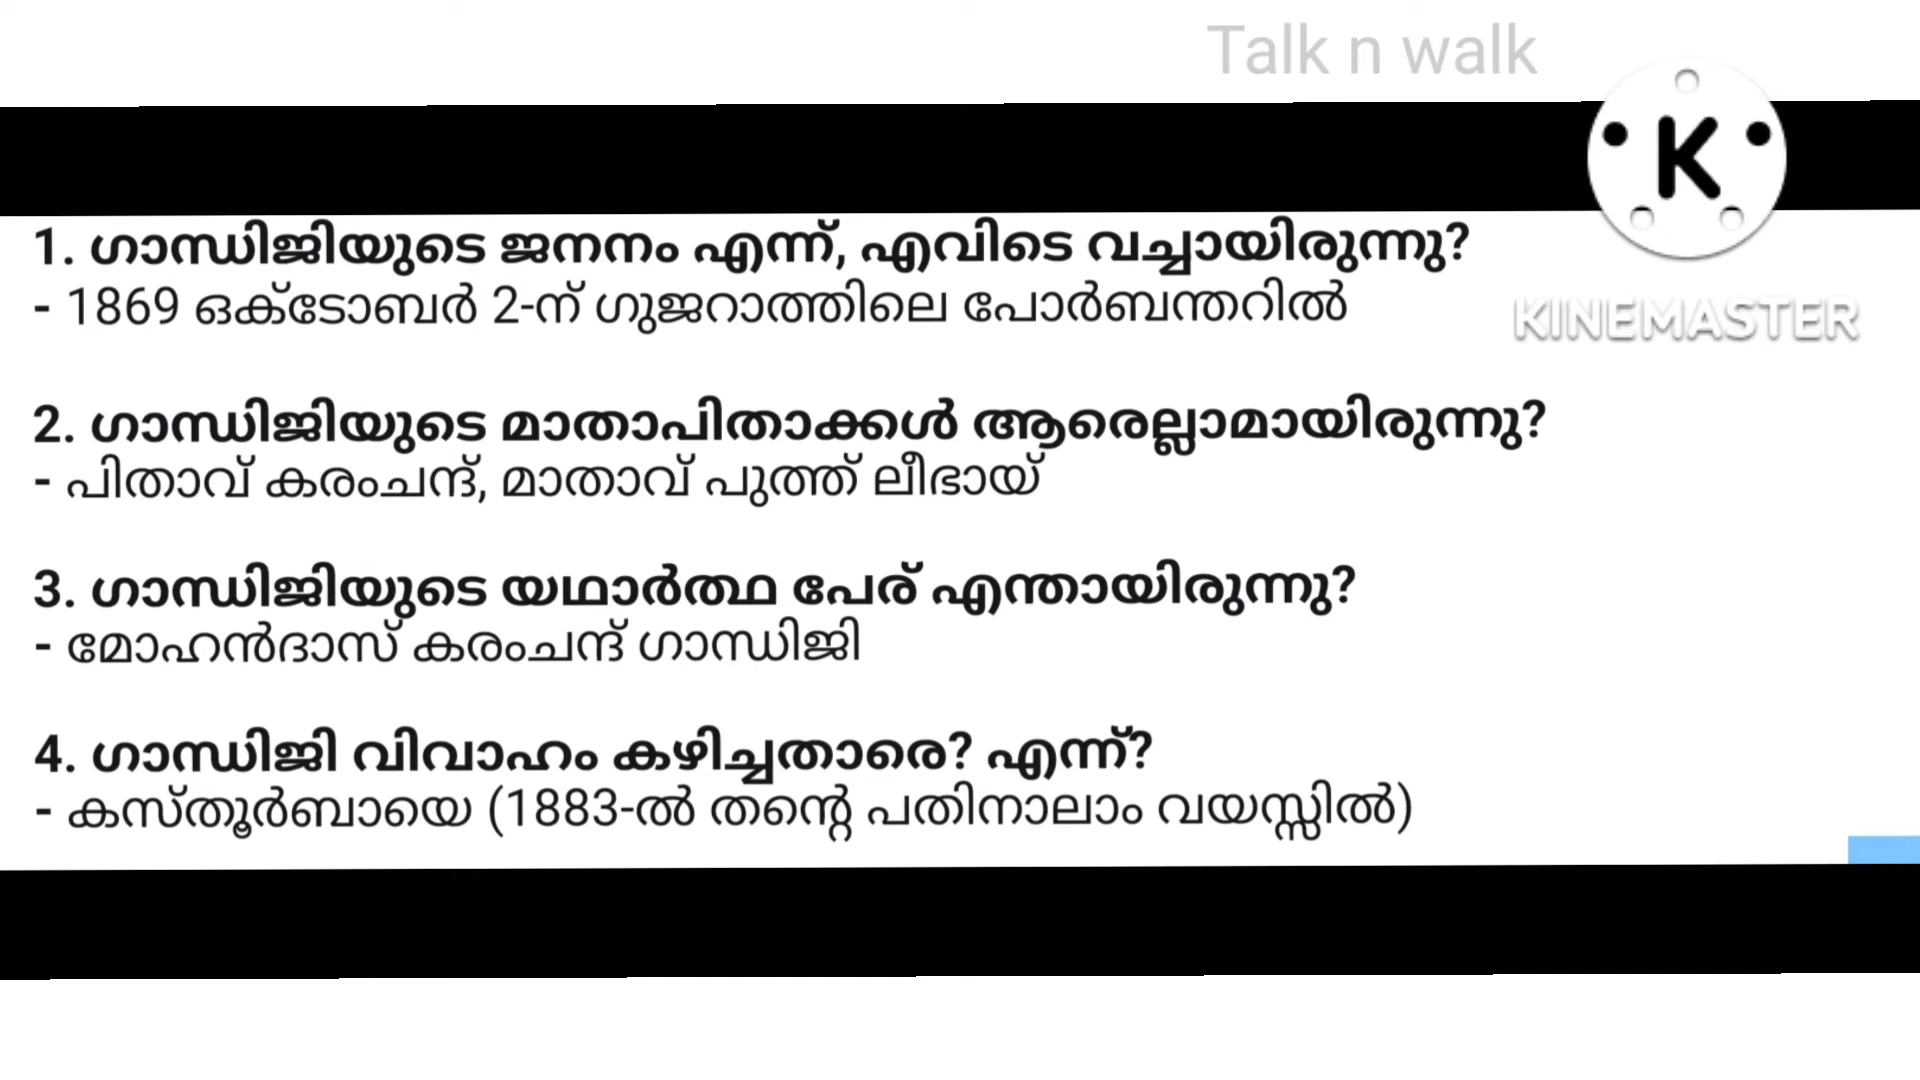 Talk n walk
K
KINEMASTER
1. ഗാന്ധിജിയുടെ ജനനം എന്ന്, എവിടെ വച്ചായിരുന്നു?
- 1869 ഒക്ടോബർ 2-ന് ഗുജറാത്തിലെ പോർബന്തറിൽ
2. ഗാന്ധിജിയുടെ മാതാപിതാക്കൾ ആരെല്ലാമായിരുന്നു?
- പിതാവ് കരംചന്ദ്, മാതാവ് പുത്ത് ലീഭായ്
3. ഗാന്ധിജിയുടെ യഥാർത്ഥ പേര് എന്തായിരുന്നു?
- മോഹൻദാസ് കരംചന്ദ് ഗാന്ധിജി
4. ഗാന്ധിജി വിവാഹം കഴിച്ചതാരെ? എന്ന്?
- കസ്തൂർബായെ (1883-ൽ തന്റെ പതിനാലാം വയസ്സിൽ)